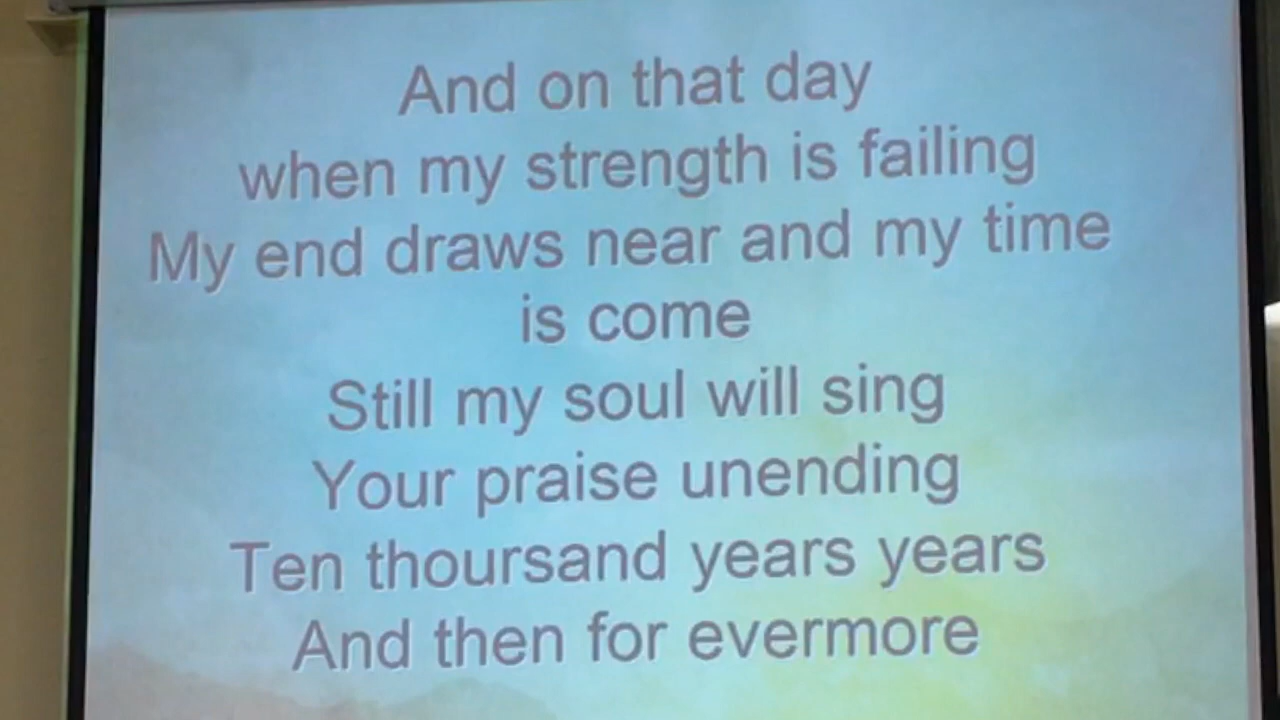 And on that day
when my strength is failing
My end draws near and my time
is come
Still my soul will sing
Your praise unending
Ten thoursand years years
And then for evermore